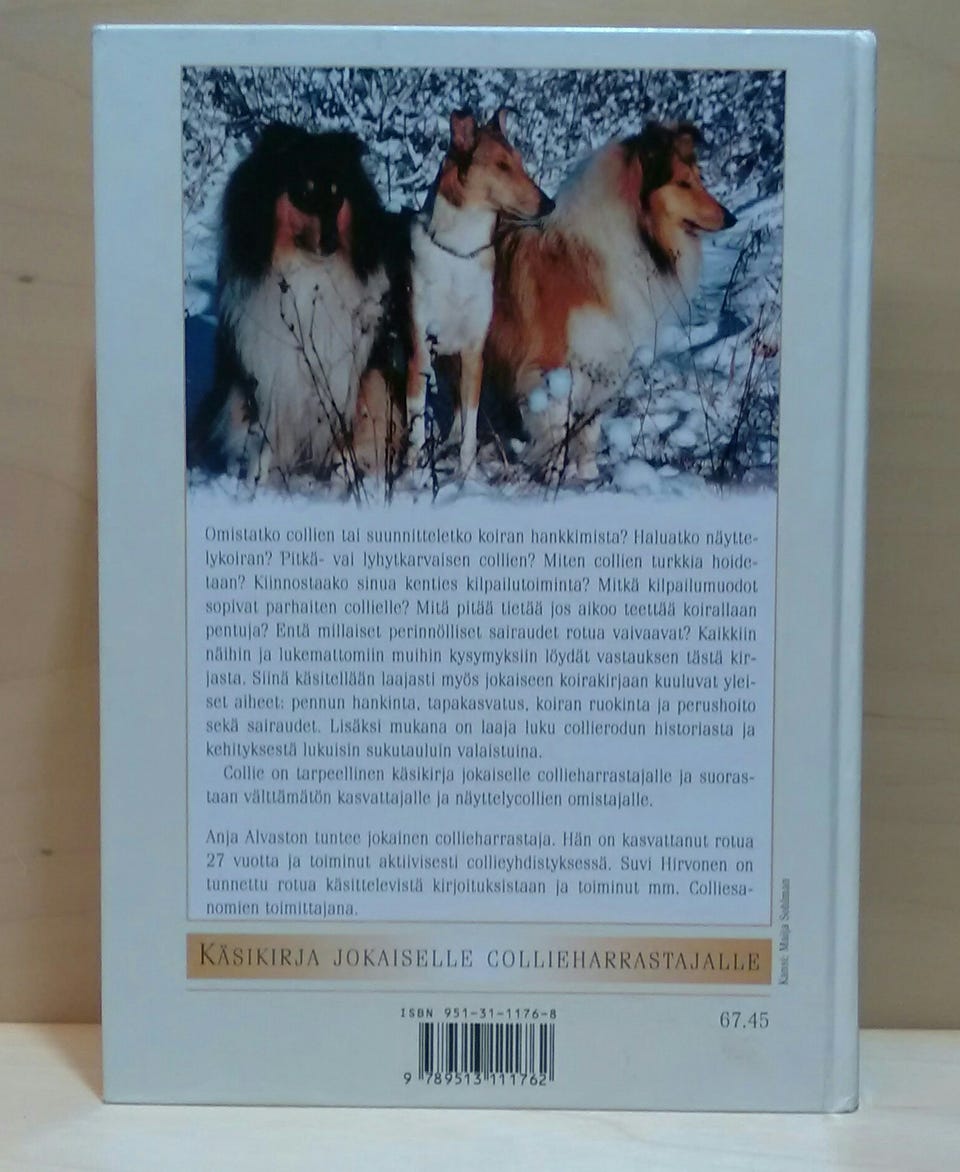 Omistatko collien tai suunnitteletko koiran hankkimista? Haluatko näytte-
lykoiran? Pitkä- vai lyhytkarvaisen collien? Miten collien turkkia hoide-
taan? Kiinnostaako sinua kenties kilpailutoiminta? Mitkä kilpailumuodot
sopivat parhaiten collielle? Mitä pitää tietää jos aikoo teettää koirallaan
pentuja? Entä millaiset perinnölliset sairaudet rotua vaivaavat? Kaikkiin
näihin ja lukemattomiin muihin kysymyksiin löydät vastauksen tästä kir-
jasta. Siinä käsitellään laajasti myös jokaiseen koirakirjaan kuuluvat ylei-
set aiheet: pennun hankinta, tapakasvatus, koiran ruokinta ja perushoito
sekä sairaudet. Lisäksi mukana on laaja luku collierodun historiasta ja
kehityksestä lukuisin sukutauluin valaistuina.
Collie on tarpeellinen käsikirja jokaiselle collieharrastajalle ja suoras-
taan välttämätön kasvattajalle ja näyttelycollien omistajalle.
Anja Alvaston tuntee jokainen collieharrastaja. Hän on kasvattanut rotua
27 vuotta ja toiminut aktiivisesti collieyhdistyksessä. Suvi Hirvonen on
tunnettu rotua käsittelevistä kirjoituksistaan ja toiminut mm. Colliesa-
nomien toimittajana.
Kansi: Maija Sohlman
KÄSIKIRJA JOKAISELLE COLLIEHARRASTAJALLE
ISBN 951-31-1176-8
67.45
9 789513 111762